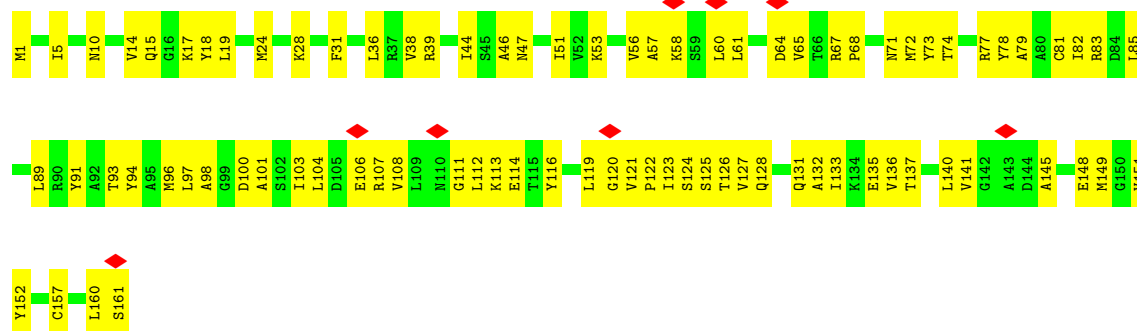 M1 I5 N10 V14 Q15 G16 K17 Y18 L19 M24 K28 F31 L36 R37 V38 R39 I44 S45 A46 N47 I51 V52 K53 V56 A57 K58 S59 L60 L61 D64 V65 T66 R67 P68 N71 M72 Y73 T74 R77 Y78 A79 A80 C81 I82 R83 D84 L85
L89 R90 Y91 A92 T93 Y94 A95 M96 L97 A98 G99 D100 A101 S102 I103 L104 D105 E106 R107 V108 L109 N110 G111 L112 K113 E114 T115 Y116 L119 G120 V121 P122 I123 S124 S125 T126 V127 Q128 Q131 A132 I133 K134 E135 V136 T137 L140 V141 G142 A143 D144 A145 E148 M149 G150
Y152 C157 L160 S161